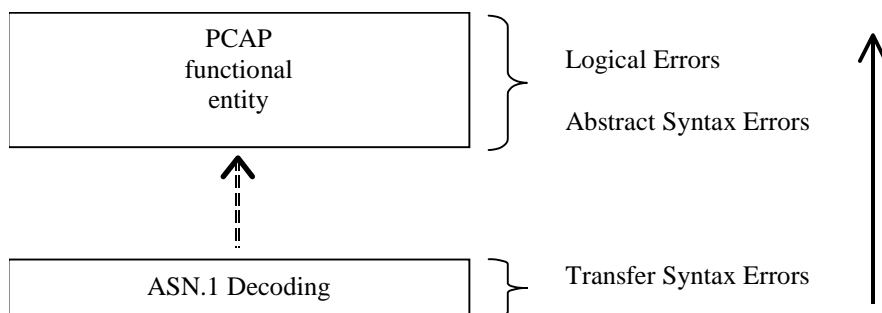 PCAP
functional
entity
Logical Errors
Abstract Syntax Errors
ASN.1 Decoding
Transfer Syntax Errors